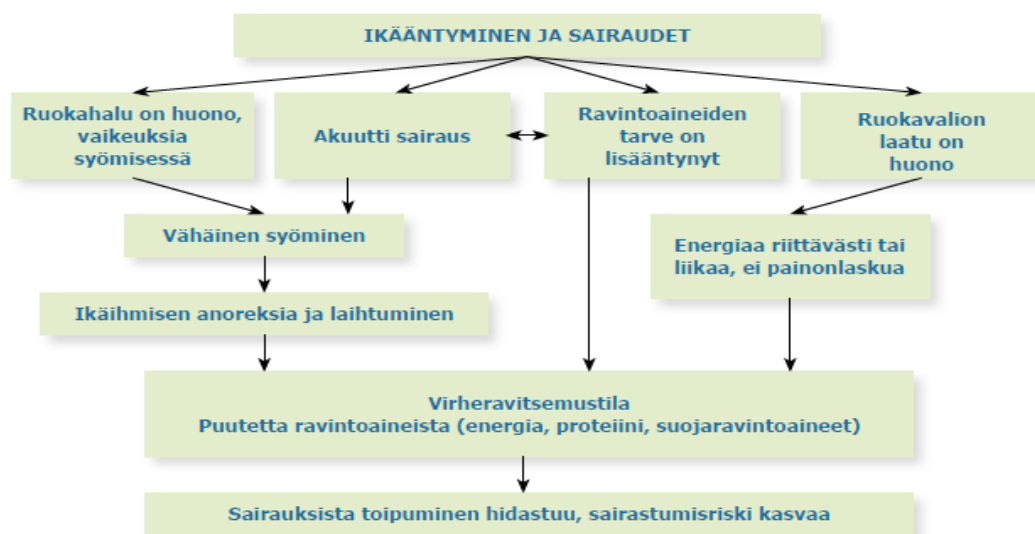 IKÄÄNTYMINEN JA SAIRAUDET
Ruokahalu on huono,
vaikeuksia
syömisessä
Akuutti sairaus
Ravintoaineiden
tarve on
lisääntynyt
Ruokavalion
laatu on
huono
Vähäinen syöminen
Energiaa riittävästi tai
liikaa, ei painonlaskua
Ikäihmisen anoreksia ja laihtuminen
Virheravitsemustila
Puutetta ravintoaineista (energia, proteiini, suojaravintoaineet)
Sairauksista toipuminen hidastuu, sairastumisriski kasvaa